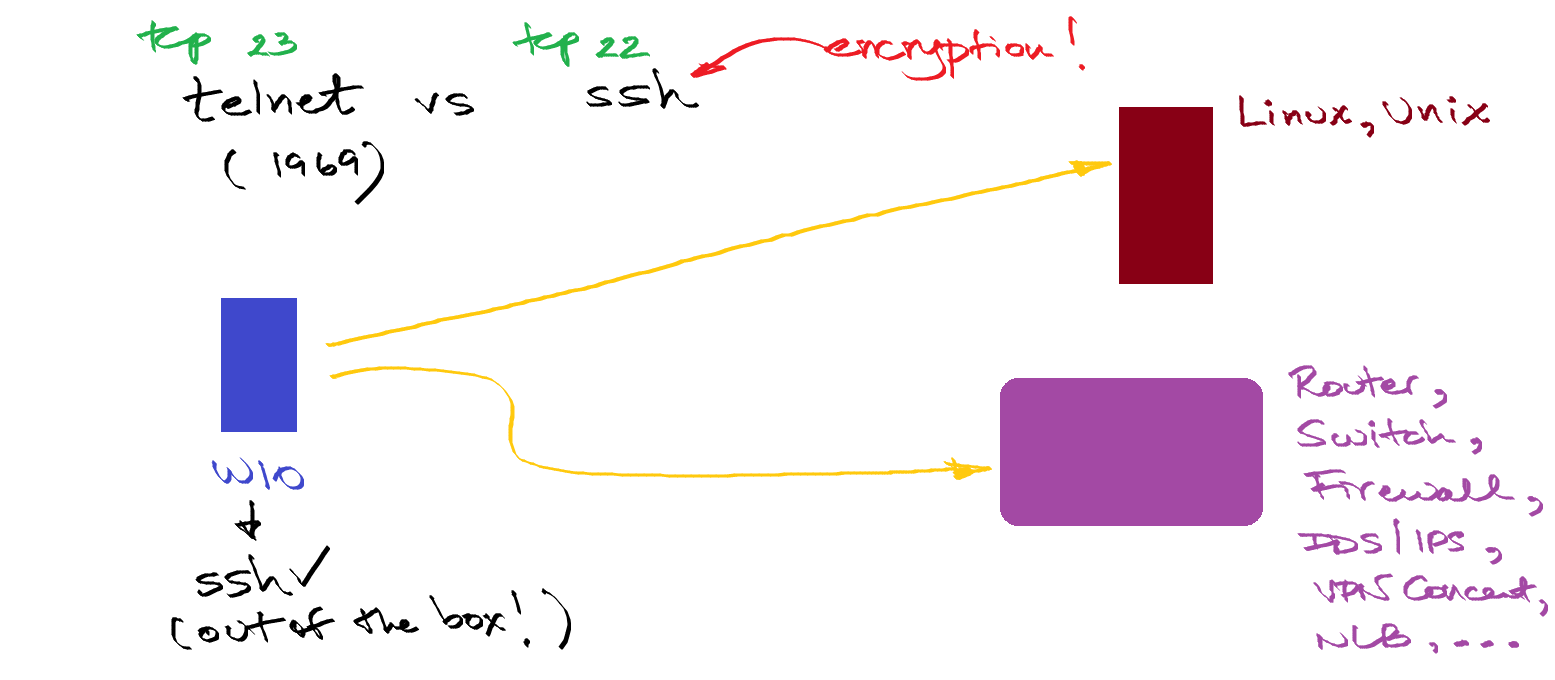 tcp 23 tcp 22 encryption!
telnet vs ssh
(1969)
Linux, Unix
W10
ssh✓
(out of the box!)
Router,
Switch,
Firewall,
IDS/IPS,
VPN Concent,
NLB, ....